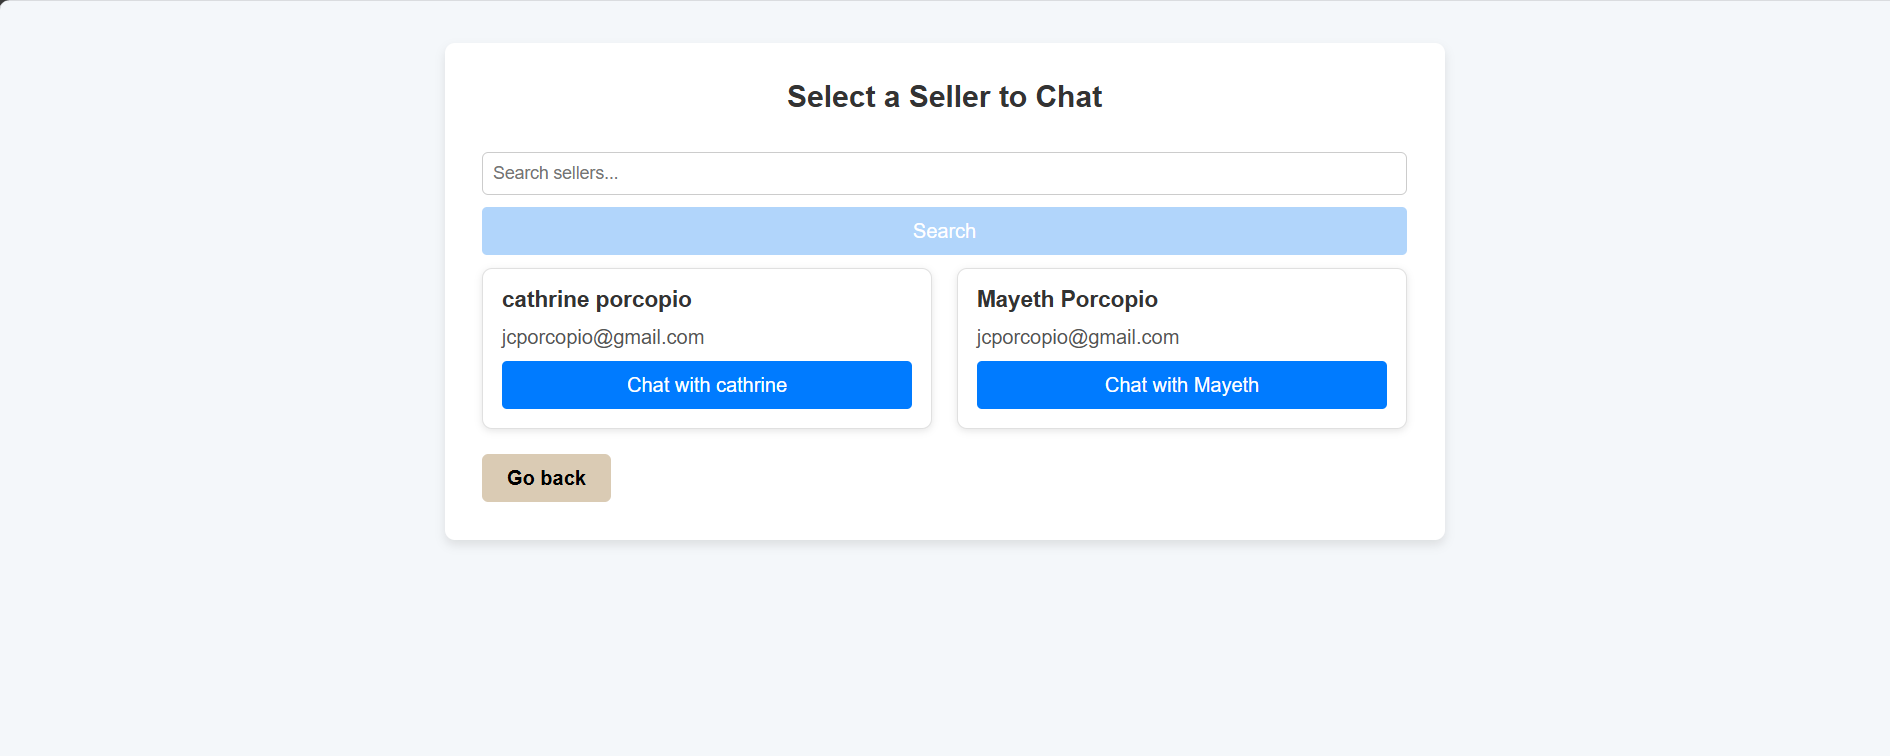 Select a Seller to Chat
Search sellers...
Search
cathrine porcopio
jcporcopio@gmail.com
Chat with cathrine
Mayeth Porcopio
jcporcopio@gmail.com
Chat with Mayeth
Go back